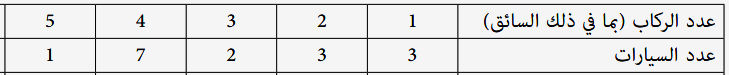 عدد الركاب (بما في ذلك السائق) 1 2 3 4 5
عدد السيارات 3 3 2 7 1